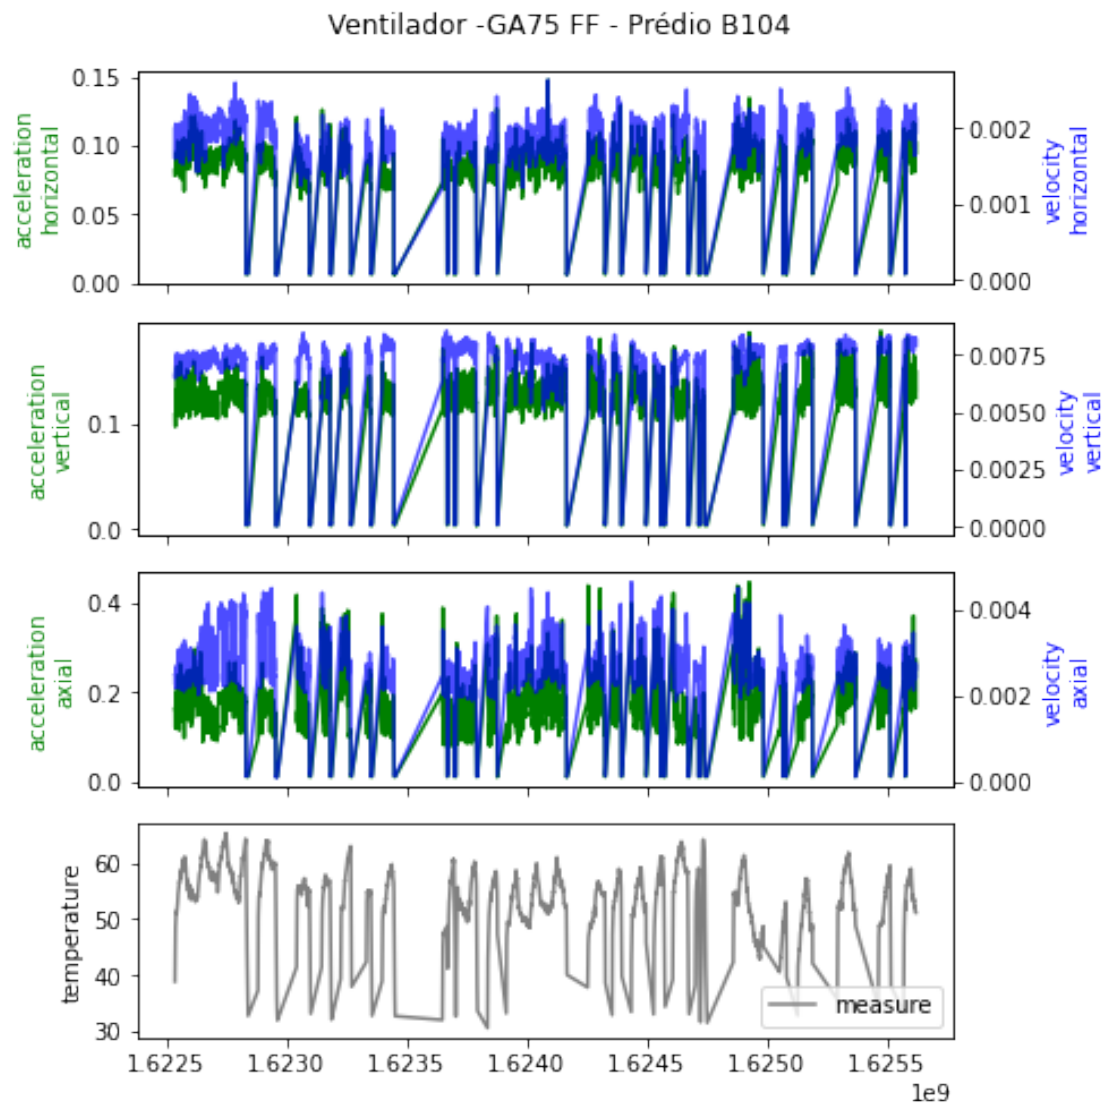 Ventilador -GA75 FF - Prédio B104
acceleration
horizontal
0.15
0.10
0.05
0.00
0.002
0.001
0.000
velocity
horizontal
acceleration
vertical
0.1
0.0
0.0075
0.0050
0.0025
0.0000
velocity
vertical
acceleration
axial
0.4
0.2
0.0
0.004
0.002
0.000
velocity
axial
temperature
60
50
40
30
measure
1.6225 1.6230 1.6235 1.6240 1.6245 1.6250 1.6255
1e9